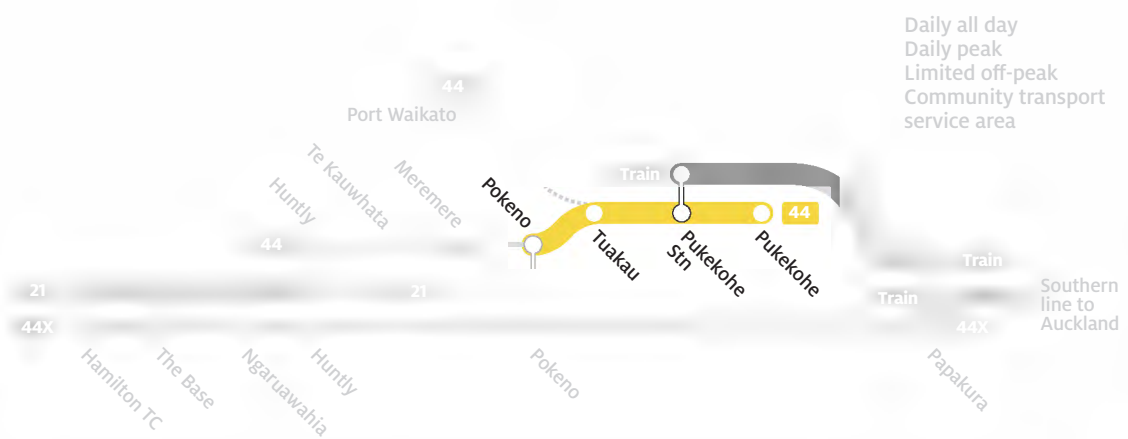 Daily all day
Daily peak
Limited off-peak
Community transport
service area
44
Port Waikato
Te Kauwhata
Meremere
Huntly
Pokeno
Train
44
Tuakau
Pukekohe
Stn
Pukekohe
44
Train
21
21
Train
Southern
line to
Auckland
44X
44X
Hamilton TC
The Base
Ngaruawahia
Huntly
Pokeno
Papakura